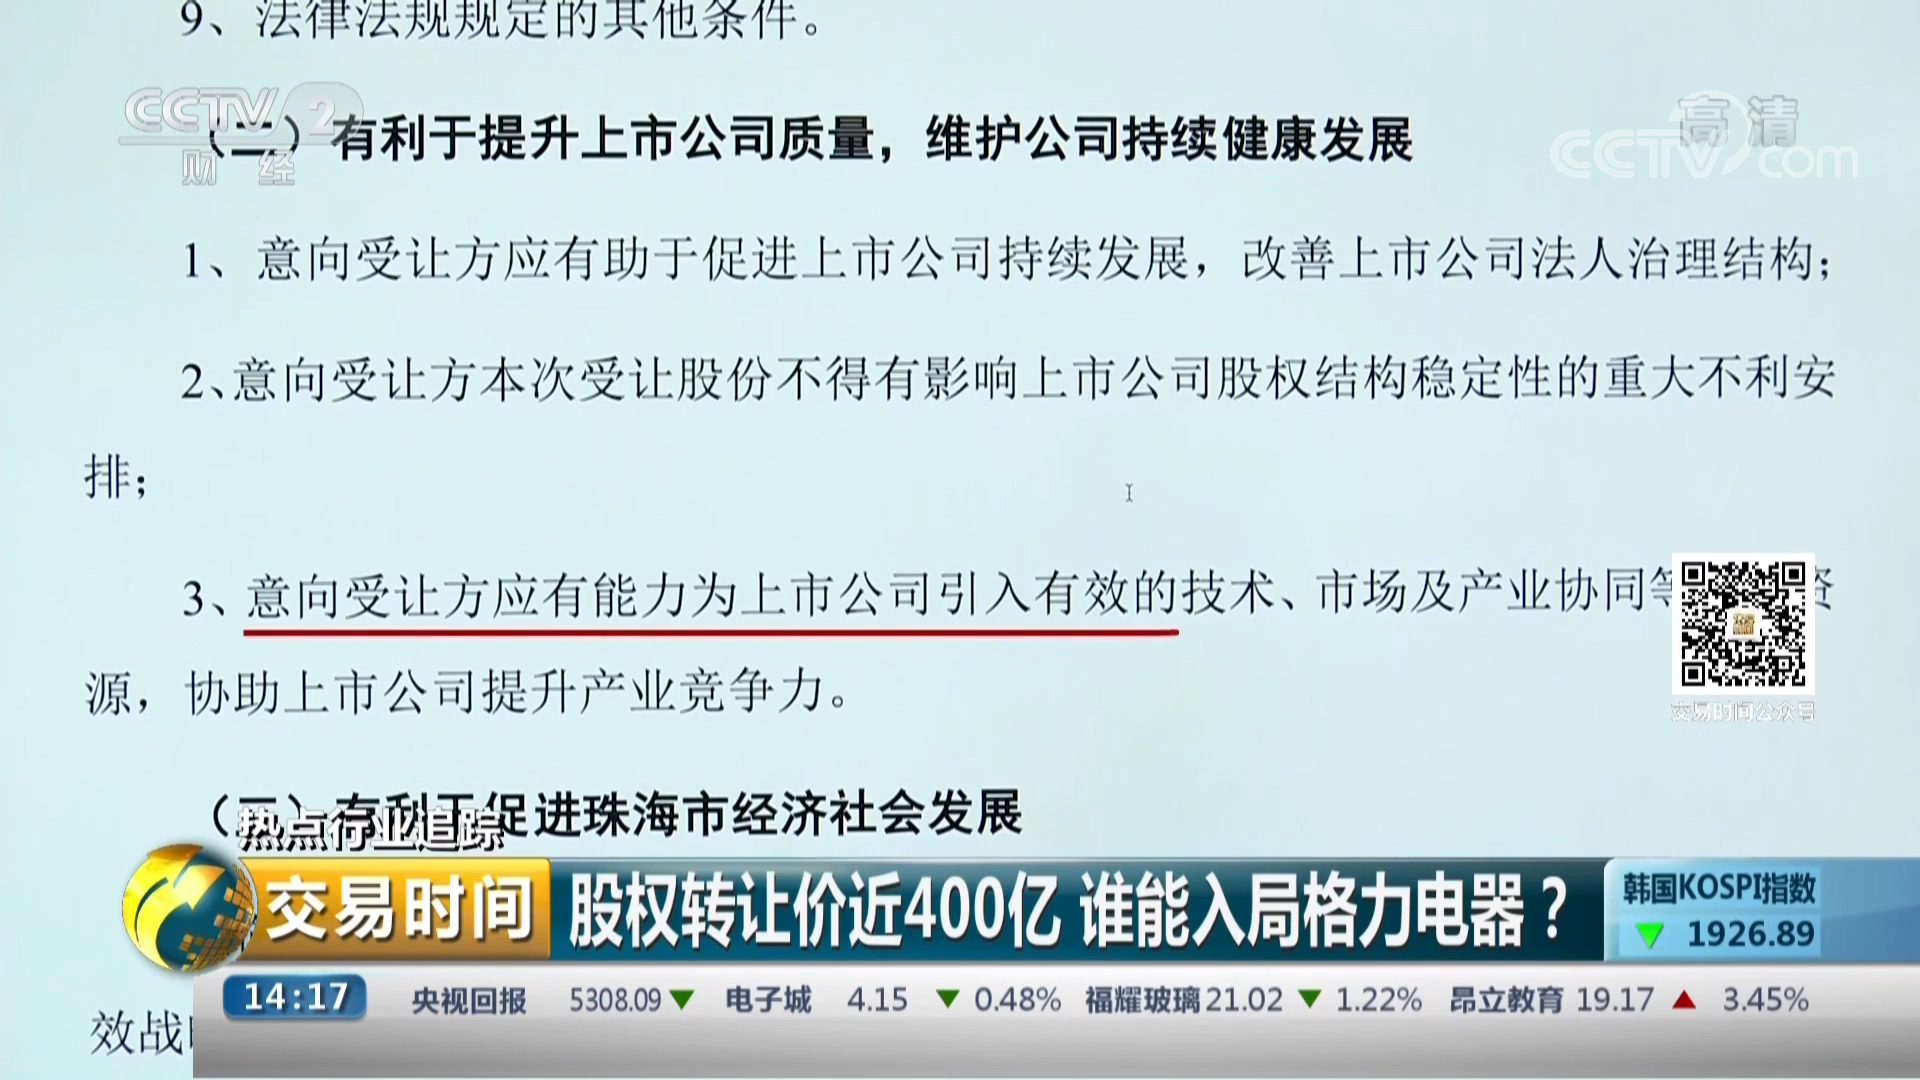 9、法律法规规定的其他条件。
CCTV 2
财 经
高清
CCTV.com
（二）有利于提升上市公司质量，维护公司持续健康发展
1、意向受让方应有助于促进上市公司持续发展，改善上市公司法人治理结构；
2、意向受让方本次受让股份不得有影响上市公司股权结构稳定性的重大不利安
排；
3、意向受让方应有能力为上市公司引入有效的技术、市场及产业协同等 资
源，协助上市公司提升产业竞争力。
交易时间公众号
（三）有利于促进珠海市经济社会发展
热点行业追踪
交易时间
股权转让价近400亿 谁能入局格力电器？
韩国KOSPI指数
▼ 1926.89
14:17 央视回报 5308.09 ▼ 电子城 4.15 ▼ 0.48% 福耀玻璃 21.02 ▼ 1.22% 昂立教育 19.17 ▲ 3.45%
效战